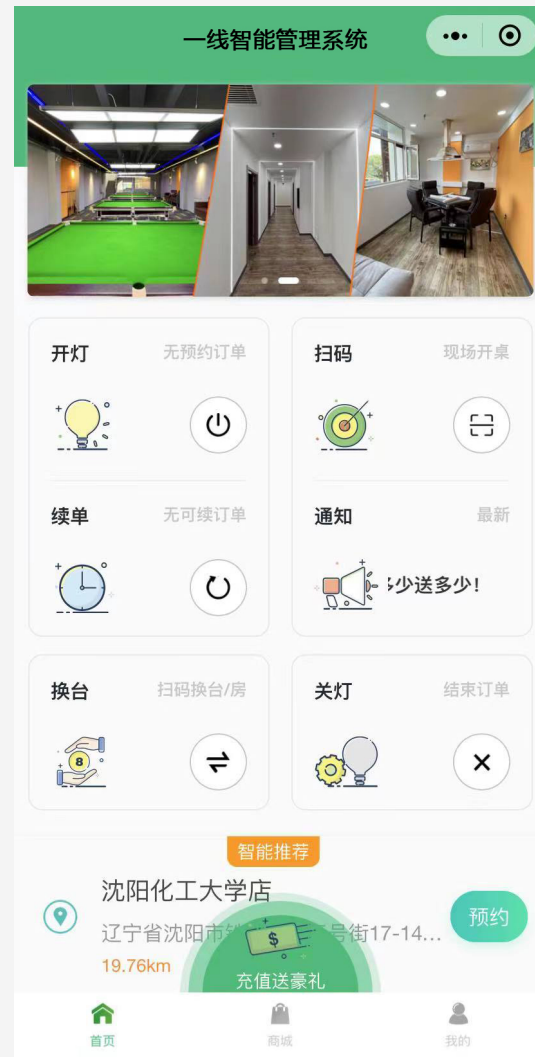 一线智能管理系统
开灯 无预约订单
扫码 现场开桌
续单 无可续订单
通知 最新
多少送多少!
换台 扫码换台/房
8
关灯 结束订单
智能推荐
沈阳化工大学店
预约
辽宁省沈阳市 号街17-14...
$
19.76km
充值送豪礼
首页 商城 我的